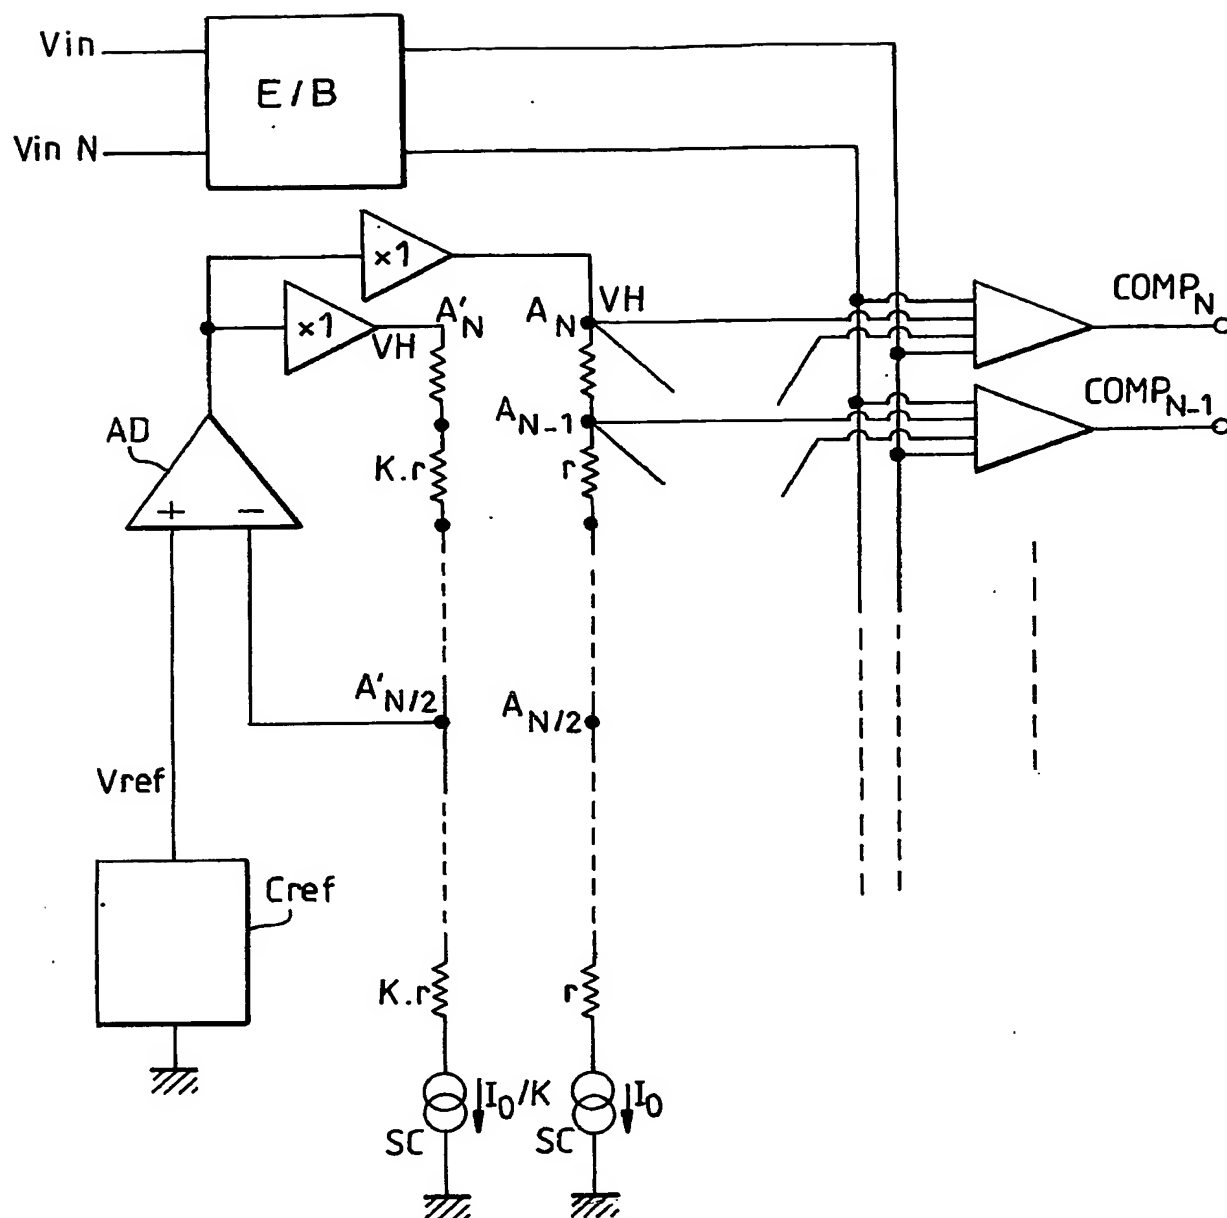 Vin
E/B
Vin N
×1
×1
VH
A'N
AN
VH
COMPN
AD
AN-1
COMPN-1
K.r
r
+
−
A'N/2
AN/2
Vref
Cref
K.r
r
I0/K
I0
SC
SC